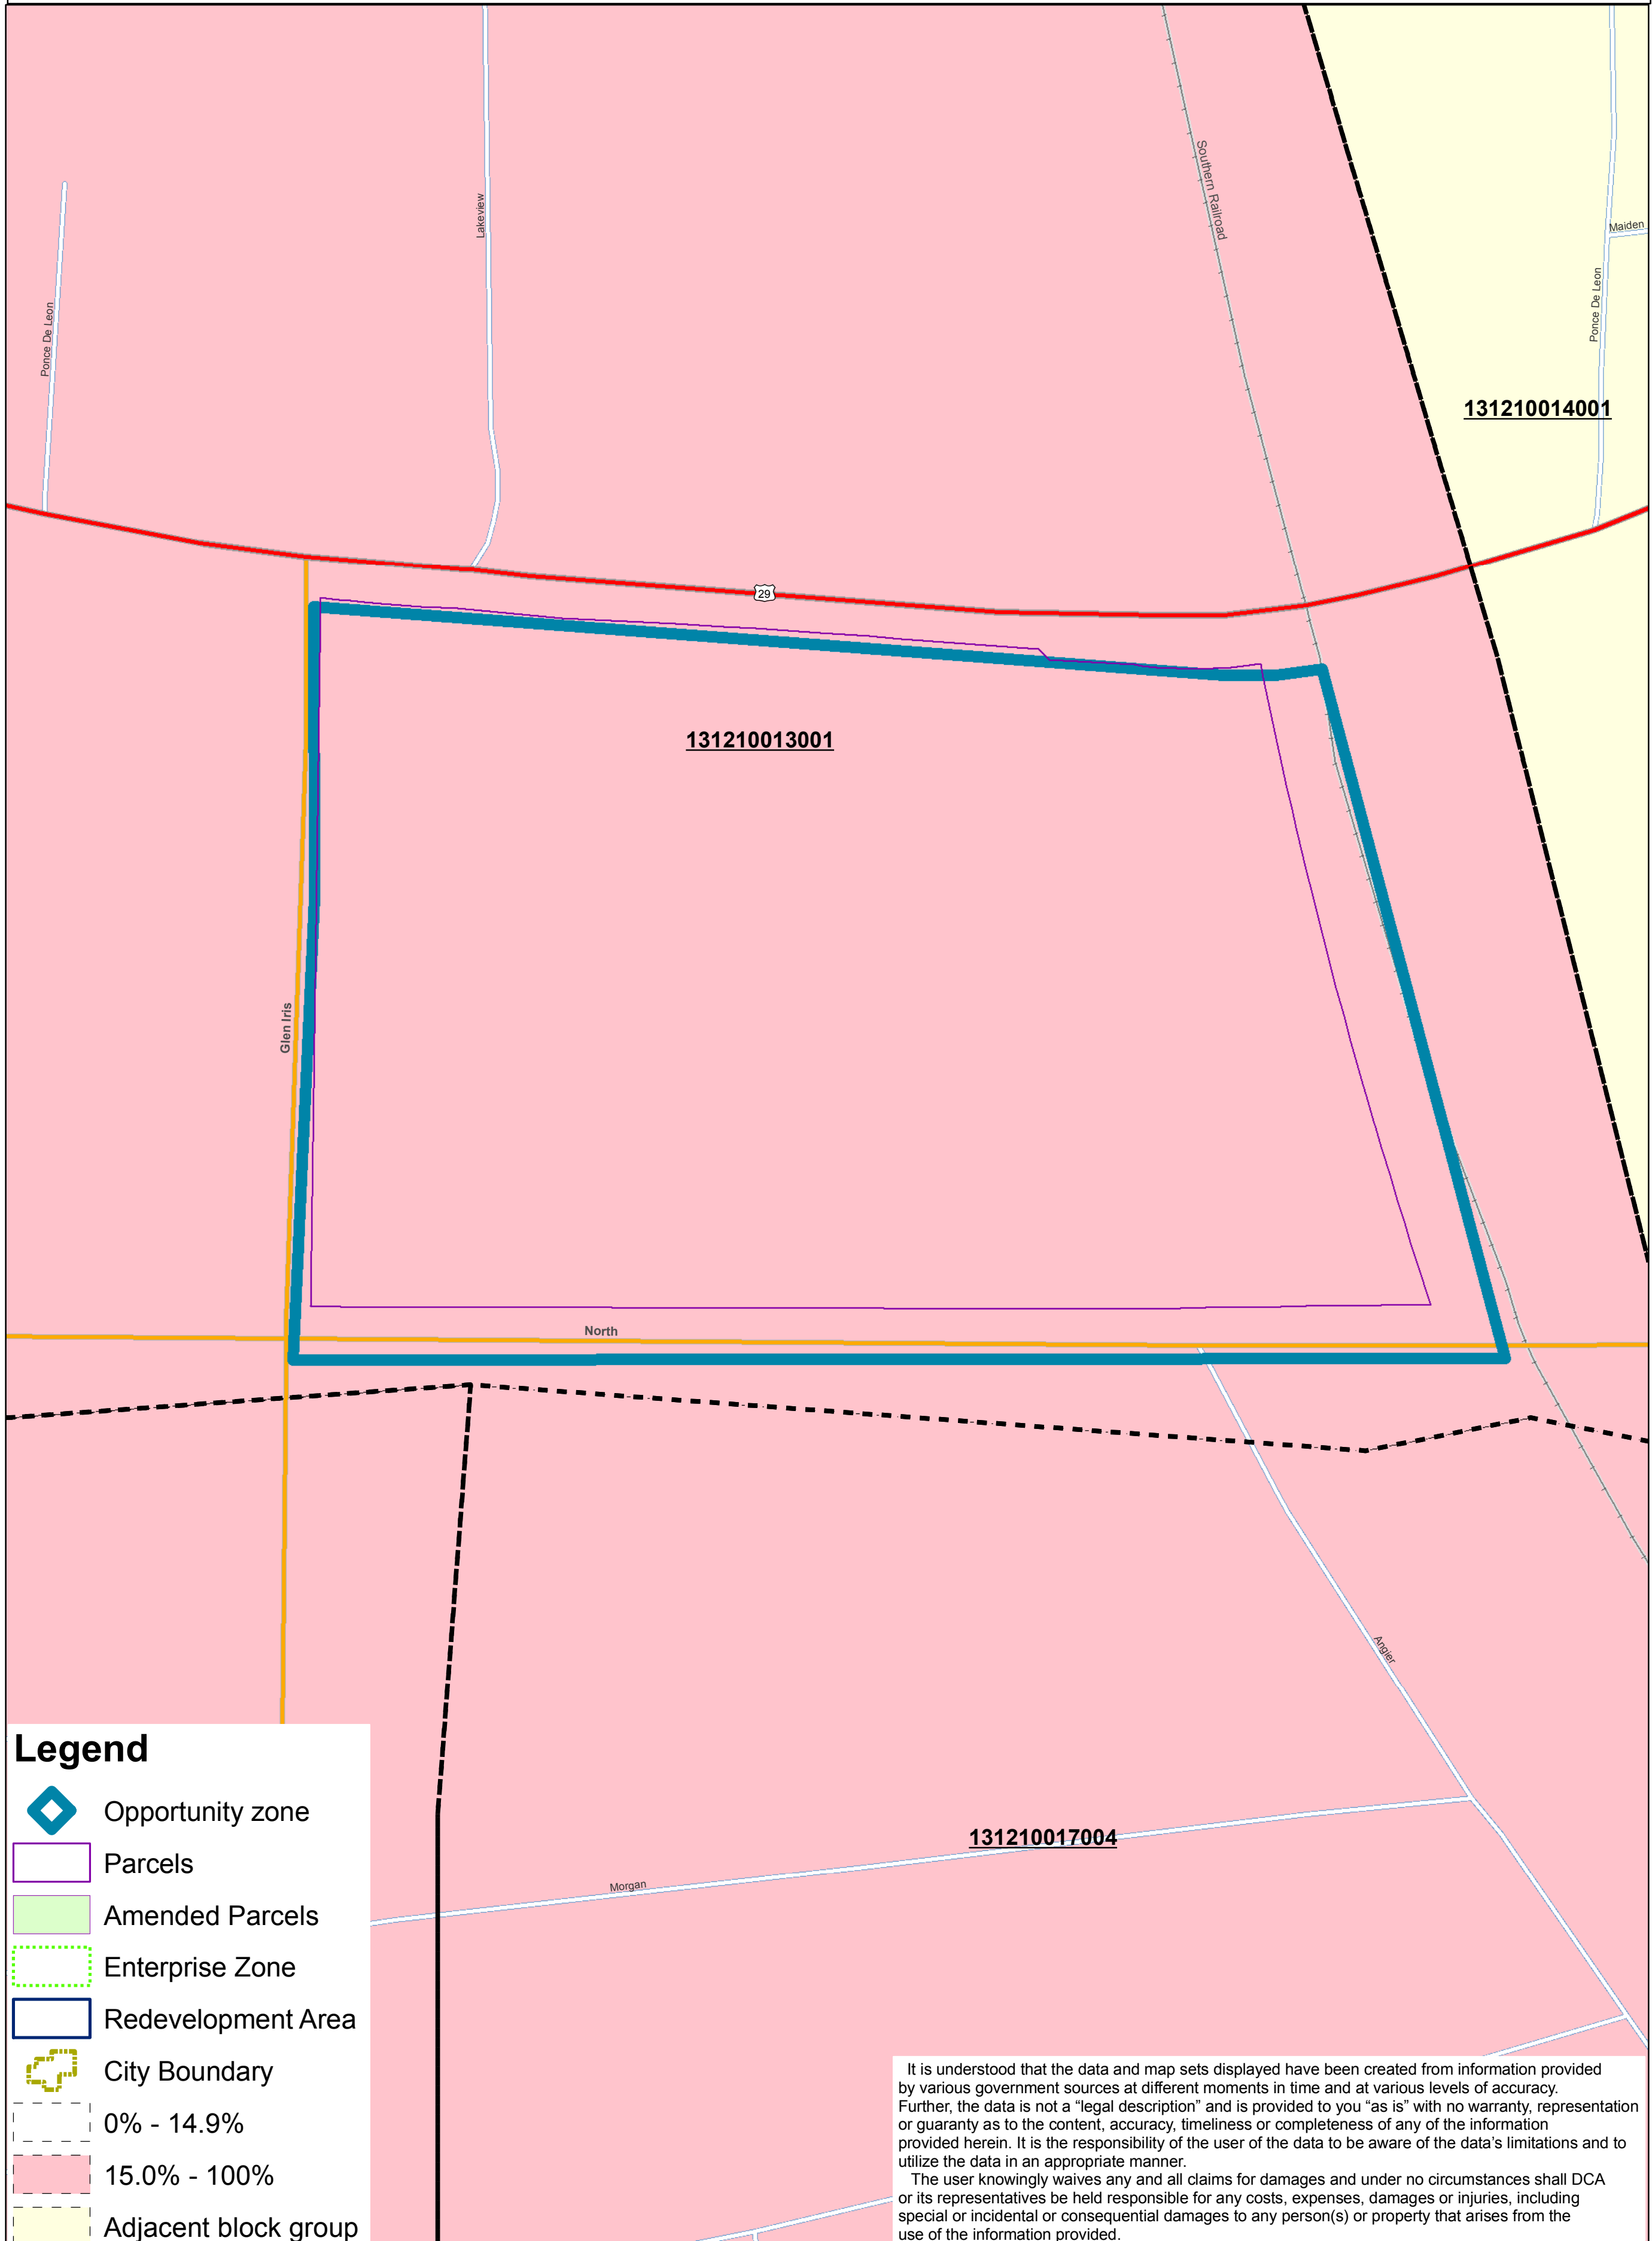 Southern Railroad
Lakeview
Maiden
Ponce De Leon
Ponce De Leon
131210014001
29
131210013001
Glen Iris
North
Angier
131210017004
Morgan
Legend
Opportunity zone
Parcels
Amended Parcels
Enterprise Zone
Redevelopment Area
City Boundary
0% - 14.9%
15.0% - 100%
Adjacent block group
It is understood that the data and map sets displayed have been created from information provided
by various government sources at different moments in time and at various levels of accuracy.
Further, the data is not a “legal description” and is provided to you “as is” with no warranty, representation
or guaranty as to the content, accuracy, timeliness or completeness of any of the information
provided herein. It is the responsibility of the user of the data to be aware of the data’s limitations and to
utilize the data in an appropriate manner.
The user knowingly waives any and all claims for damages and under no circumstances shall DCA
or its representatives be held responsible for any costs, expenses, damages or injuries, including
special or incidental or consequential damages to any person(s) or property that arises from the
use of the information provided.